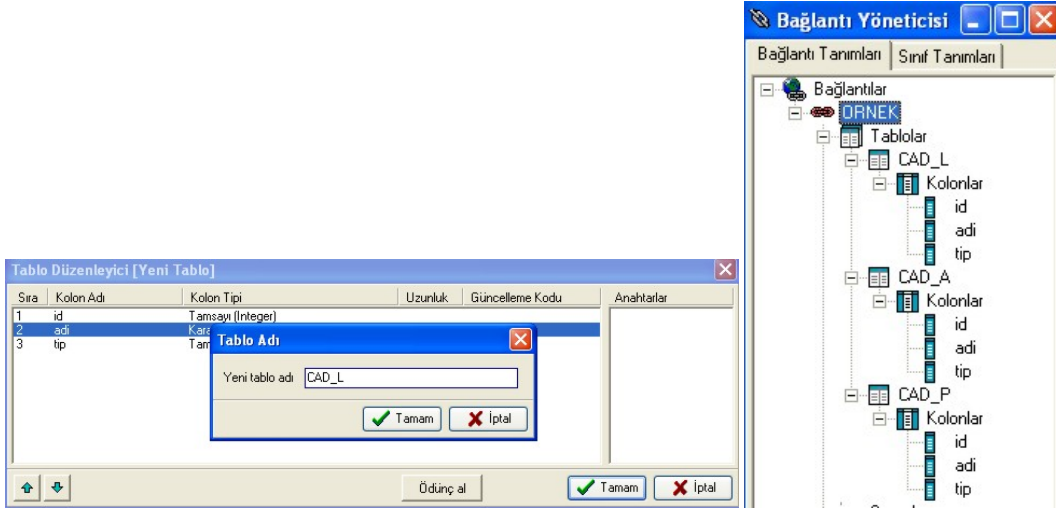 Tablo Düzenleyici [Yeni Tablo]
Sıra Kolon Adı Kolon Tipi Uzunluk Güncelleme Kodu Anahtarlar
1 id Tamsayı (Integer)
2 adi Kara
3 tip Tam
Tablo Adı
Yeni tablo adı CAD_L
Tamam İptal
Ödünç al Tamam İptal
Bağlantı Yöneticisi
Bağlantı Tanımları Sınıf Tanımları
Bağlantılar
ORNEK
Tablolar
CAD_L
Kolonlar
id
adi
tip
CAD_A
Kolonlar
id
adi
tip
CAD_P
Kolonlar
id
adi
tip